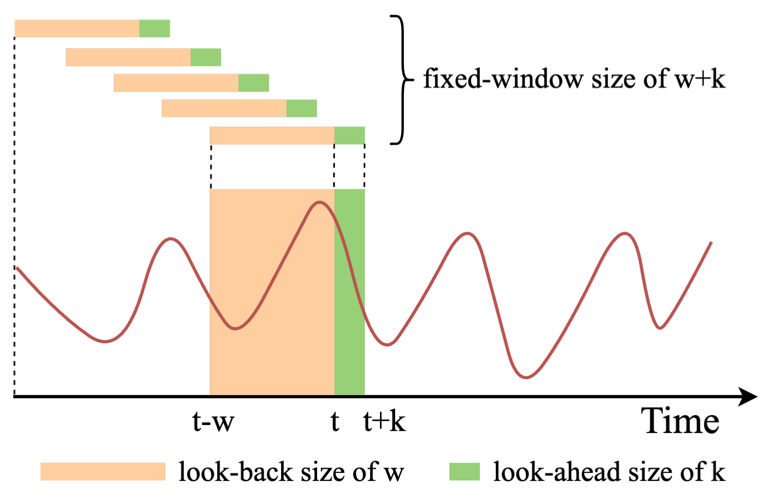 fixed-window size of w+k
t-w
t
t+k
Time
look-back size of w
look-ahead size of k